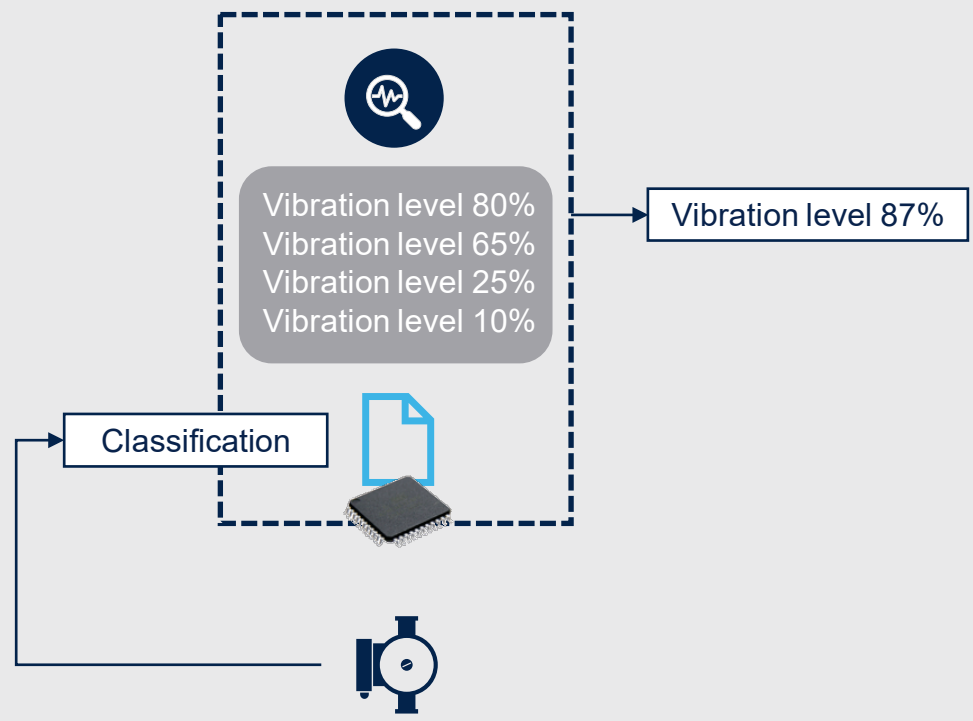 Vibration level 80%
Vibration level 65%
Vibration level 25%
Vibration level 10%
Vibration level 87%
Classification